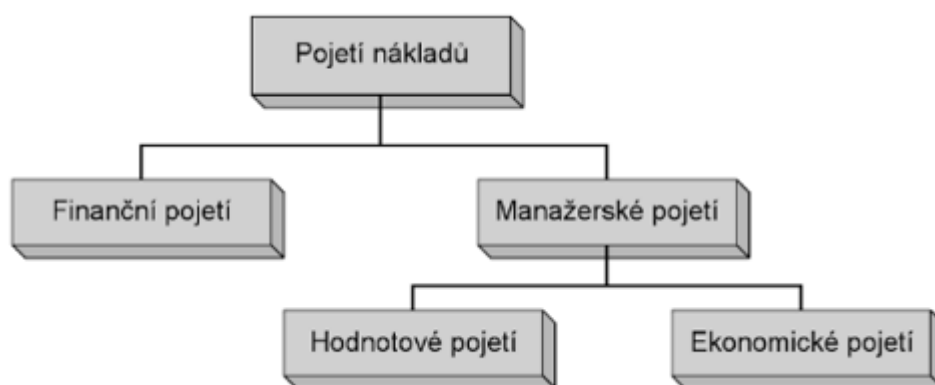 Pojetí nákladů
Finanční pojetí
Manažerské pojetí
Hodnotové pojetí
Ekonomické pojetí